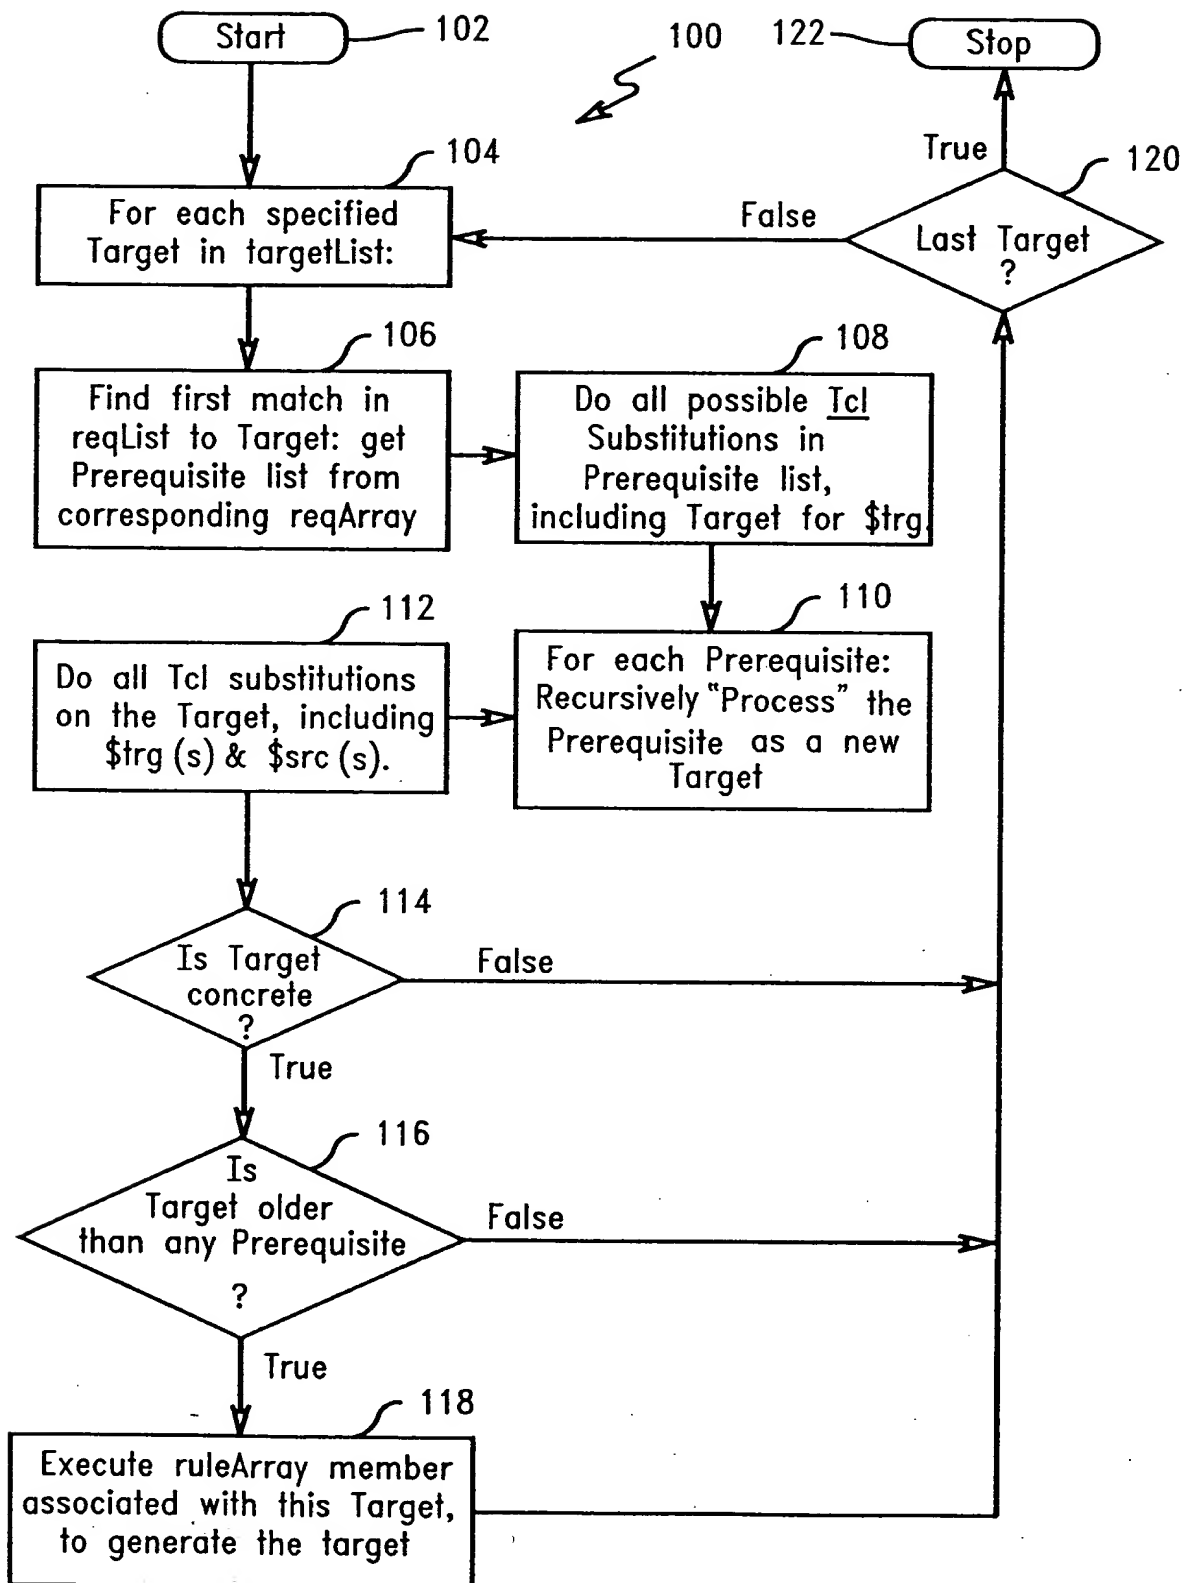 Start
102
100
122
Stop
104
For each specified
Target in targetList:
False
True
120
Last Target
?
106
Find first match in
reqList to Target: get
Prerequisite list from
corresponding reqArray
108
Do all possible Tcl
Substitutions in
Prerequisite list,
including Target for $trg.
112
Do all Tcl substitutions
on the Target, including
$trg (s) & $src (s).
110
For each Prerequisite:
Recursively "Process" the
Prerequisite as a new
Target
114
Is Target
concrete
?
False
True
116
Is
Target older
than any Prerequisite
?
False
True
118
Execute ruleArray member
associated with this Target,
to generate the target